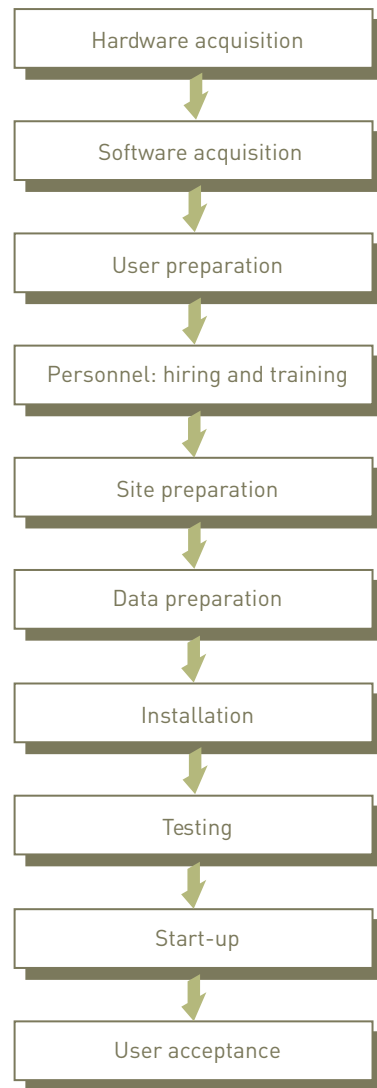 Hardware acquisition
Software acquisition
User preparation
Personnel: hiring and training
Site preparation
Data preparation
Installation
Testing
Start-up
User acceptance